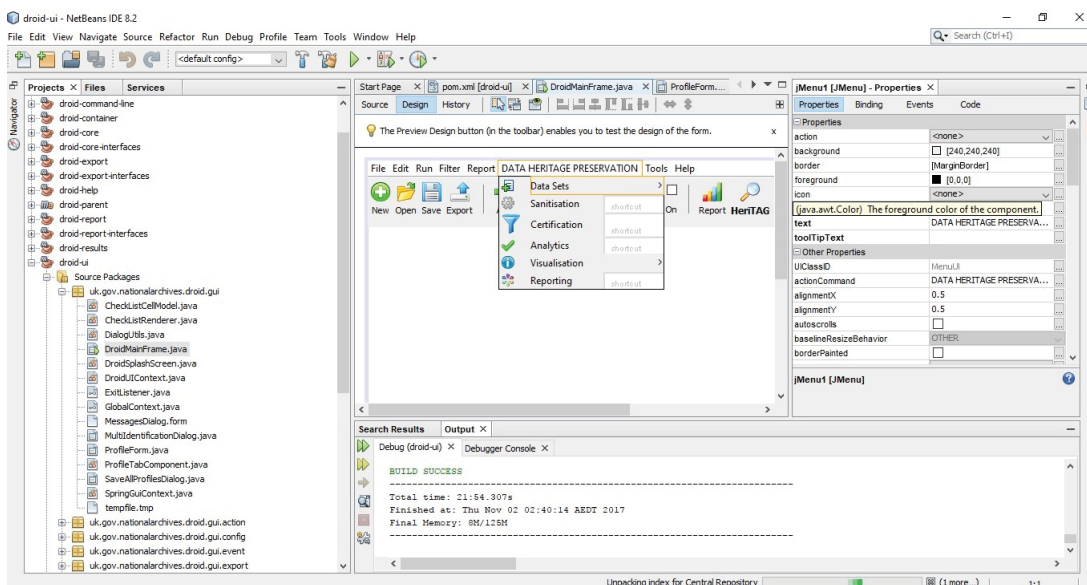 droid-ui - NetBeans IDE 8.2
File Edit View Navigate Source Refactor Run Debug Profile Team Tools Window Help
Search (Ctrl+I)
<default config>
Navigator
Projects Files Services
droid-command-line
droid-container
droid-core
droid-core-interfaces
droid-export
droid-export-interfaces
droid-help
droid-parent
droid-report
droid-report-interfaces
droid-results
droid-ui
Source Packages
uk.gov.nationalarchives.droid.gui
CheckListCellModel.java
CheckListRenderer.java
DialogUtils.java
DroidMainFrame.java
DroidSplashScreen.java
DroidUIContext.java
ExitListener.java
GlobalContext.java
MessagesDialog.form
MultiIdentificationDialog.java
ProfileForm.java
ProfileTabComponent.java
SaveAllProfilesDialog.java
SpringGuiContext.java
tempfile.tmp
uk.gov.nationalarchives.droid.gui.action
uk.gov.nationalarchives.droid.gui.config
uk.gov.nationalarchives.droid.gui.event
uk.gov.nationalarchives.droid.gui.export
Start Page pom.xml [droid-ui] DroidMainFrame.java ProfileForm....
Source Design History
The Preview Design button (in the toolbar) enables you to test the design of the form. x
File Edit Run Filter Report DATA HERITAGE PRESERVATION Tools Help
New Open Save Export On Report HeriTAG
Data Sets
Sanitisation shortcut
Certification shortcut
Analytics shortcut
Visualisation
Reporting shortcut
jMenu1 [JMenu] - Properties
Properties Binding Events Code
Properties
action <none>
background [240,240,240]
border [MarginBorder]
foreground [0,0,0]
icon <none>
(java.awt.Color) The foreground color of the component.
text DATA HERITAGE PRESERVA...
toolTipText
Other Properties
UIClassID MenuUI
actionCommand DATA HERITAGE PRESERVA...
alignmentX 0.5
alignmentY 0.5
autoscrolls
baselineResizeBehavior OTHER
borderPainted
jMenu1 [JMenu]
Search Results Output
Debug (droid-ui) Debugger Console
BUILD SUCCESS
------------------------------------------------------------------------
Total time: 21:54.307s
Finished at: Thu Nov 02 02:40:14 AEDT 2017
Final Memory: 8M/125M
------------------------------------------------------------------------
Unpacking index for Central Repository (1 more...) 1:1